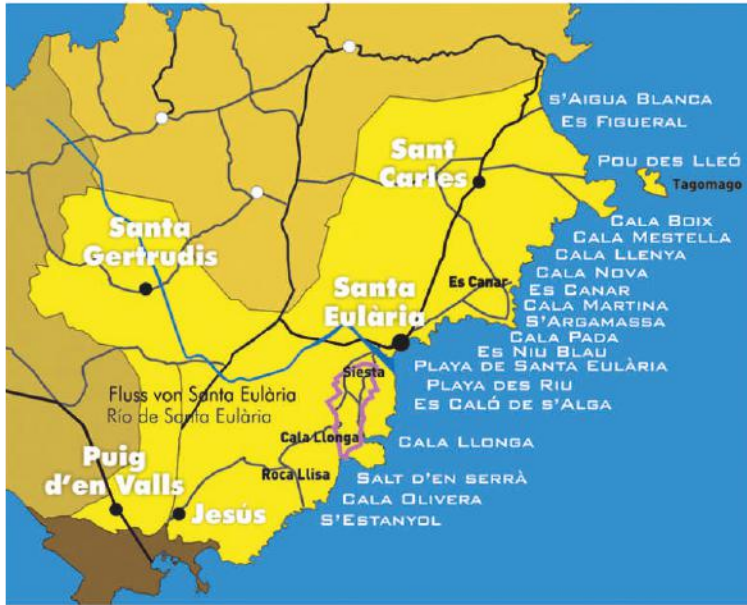 S'AIGUA BLANCA
ES FIGUERAL
Sant
Carles
POU DES LLEÓ
Tagomago
CALA BOIX
CALA MESTELLA
CALA LLENYA
CALA NOVA
Santa
Gertrudis
Es Canar
ES CANAR
CALA MARTINA
S'ARGAMASSA
CALA PADA
Santa
Eulària
ES NIU BLAU
PLAYA DE SANTA EULÀRIA
Siesta
PLAYA DES RIU
ES CALÓ DE S'ALGA
Fluss von Santa Eulària
Río de Santa Eulària
Cala Llonga
CALA LLONGA
Puig
d'en Valls
Roca Llisa
SALT D'EN SERRÀ
CALA OLIVERA
S'ESTANYOL
Jesús